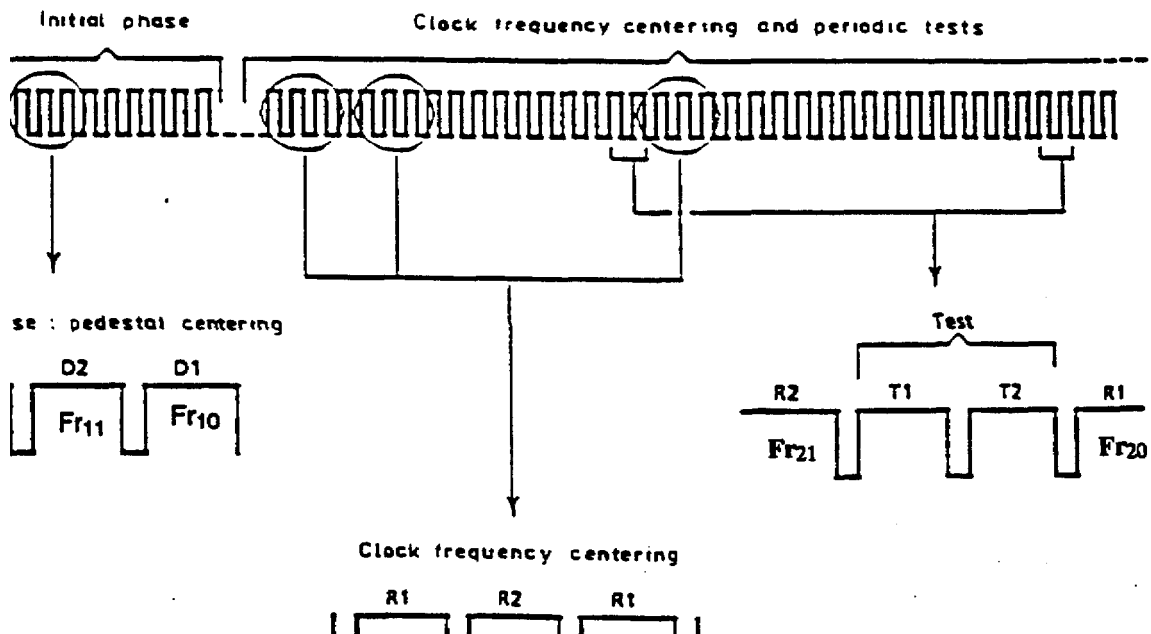 Initial phase
Clock frequency centering and periodic tests
se : pedestal centering
D2 D1
Fr11 Fr10
Test
R2 T1 T2 R1
Fr21 Fr20
Clock frequency centering
R1 R2 R1